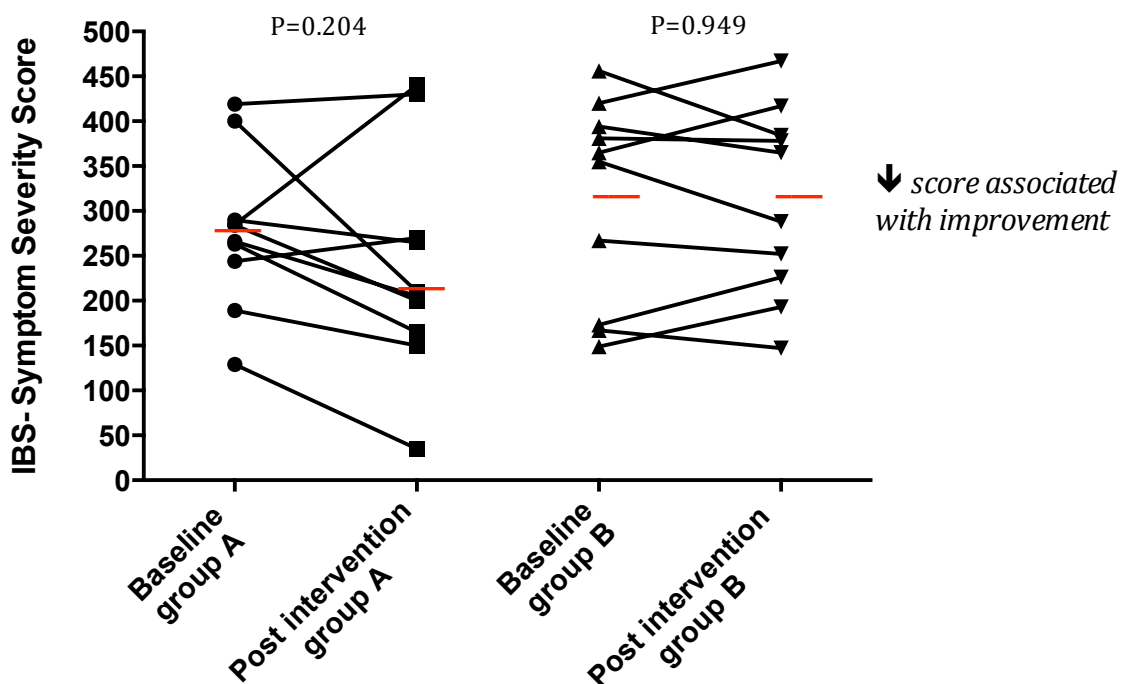 P=0.204
P=0.949
IBS- Symptom Severity Score
500
450
400
350
300
250
200
150
100
50
0
↓ score associated
with improvement
Baseline
group A
Post intervention
group A
Baseline
group B
Post intervention
group B